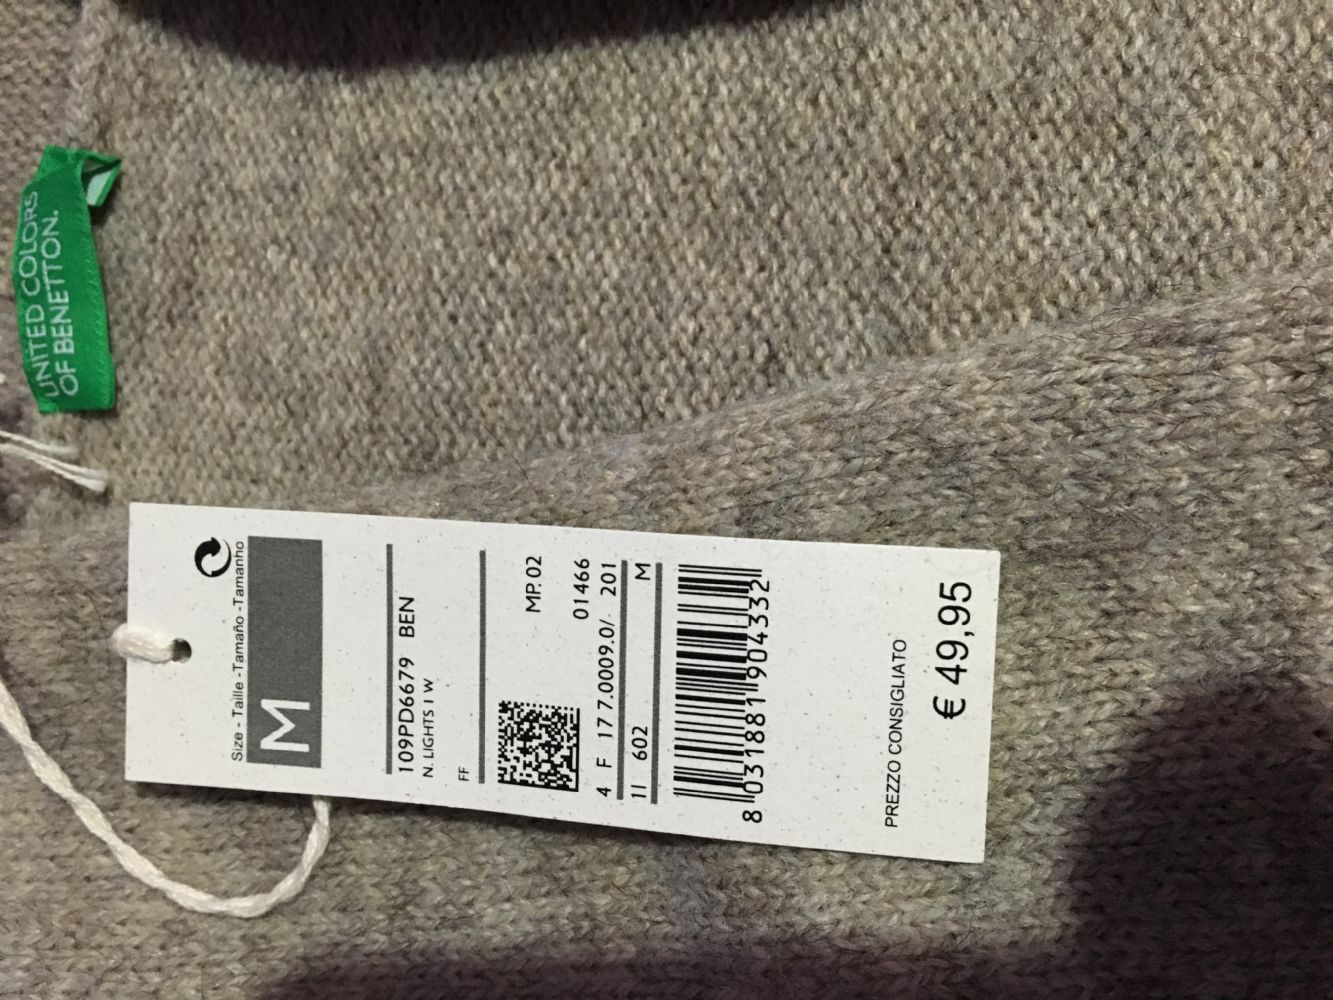 UNITED COLORS
OF BENETTON.
Size - Taille - Tamaño - Tamanho
M
109PD6679 BEN
N. LIGHTS I W
FF
MP. 02
01466
4 F 17 7.0009.0/ 201
1I 602 M
8 031881 904332
PREZZO CONSIGLIATO
€ 49,95